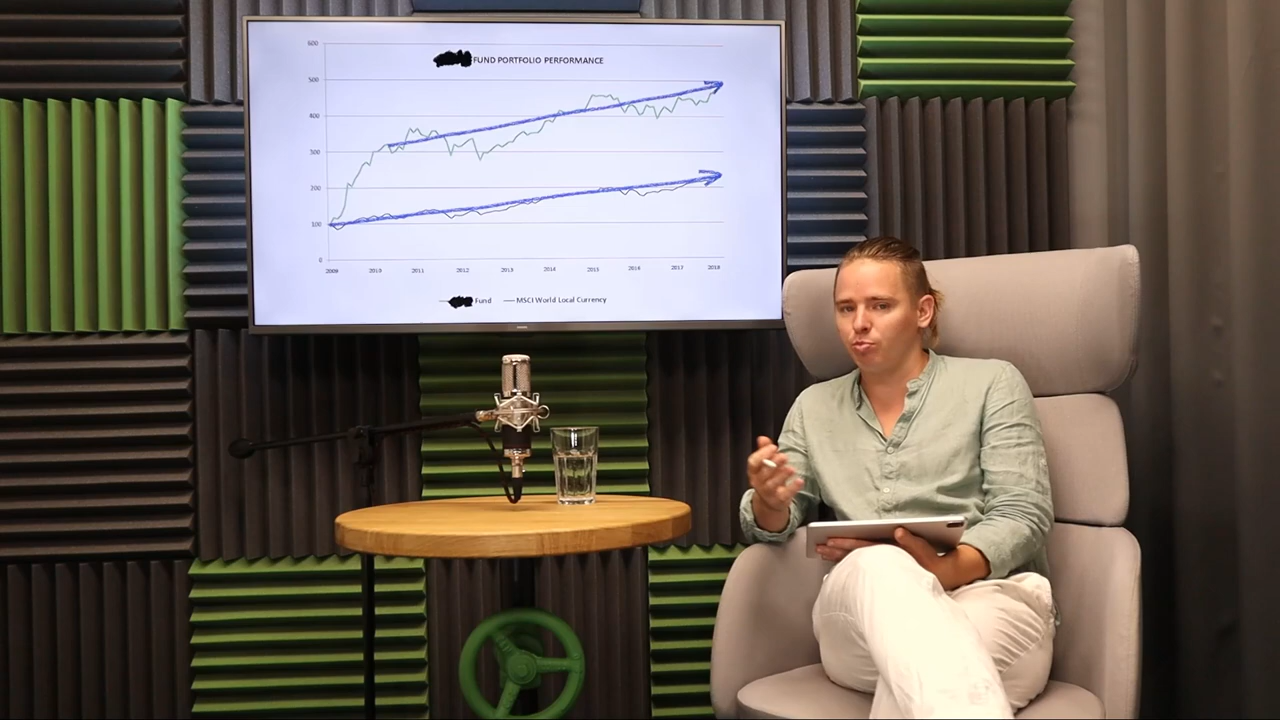 600
FUND PORTFOLIO PERFORMANCE
500
400
300
200
100
0
2009 2010 2011 2012 2013 2014 2015 2016 2017 2018
Fund MSCI World Local Currency